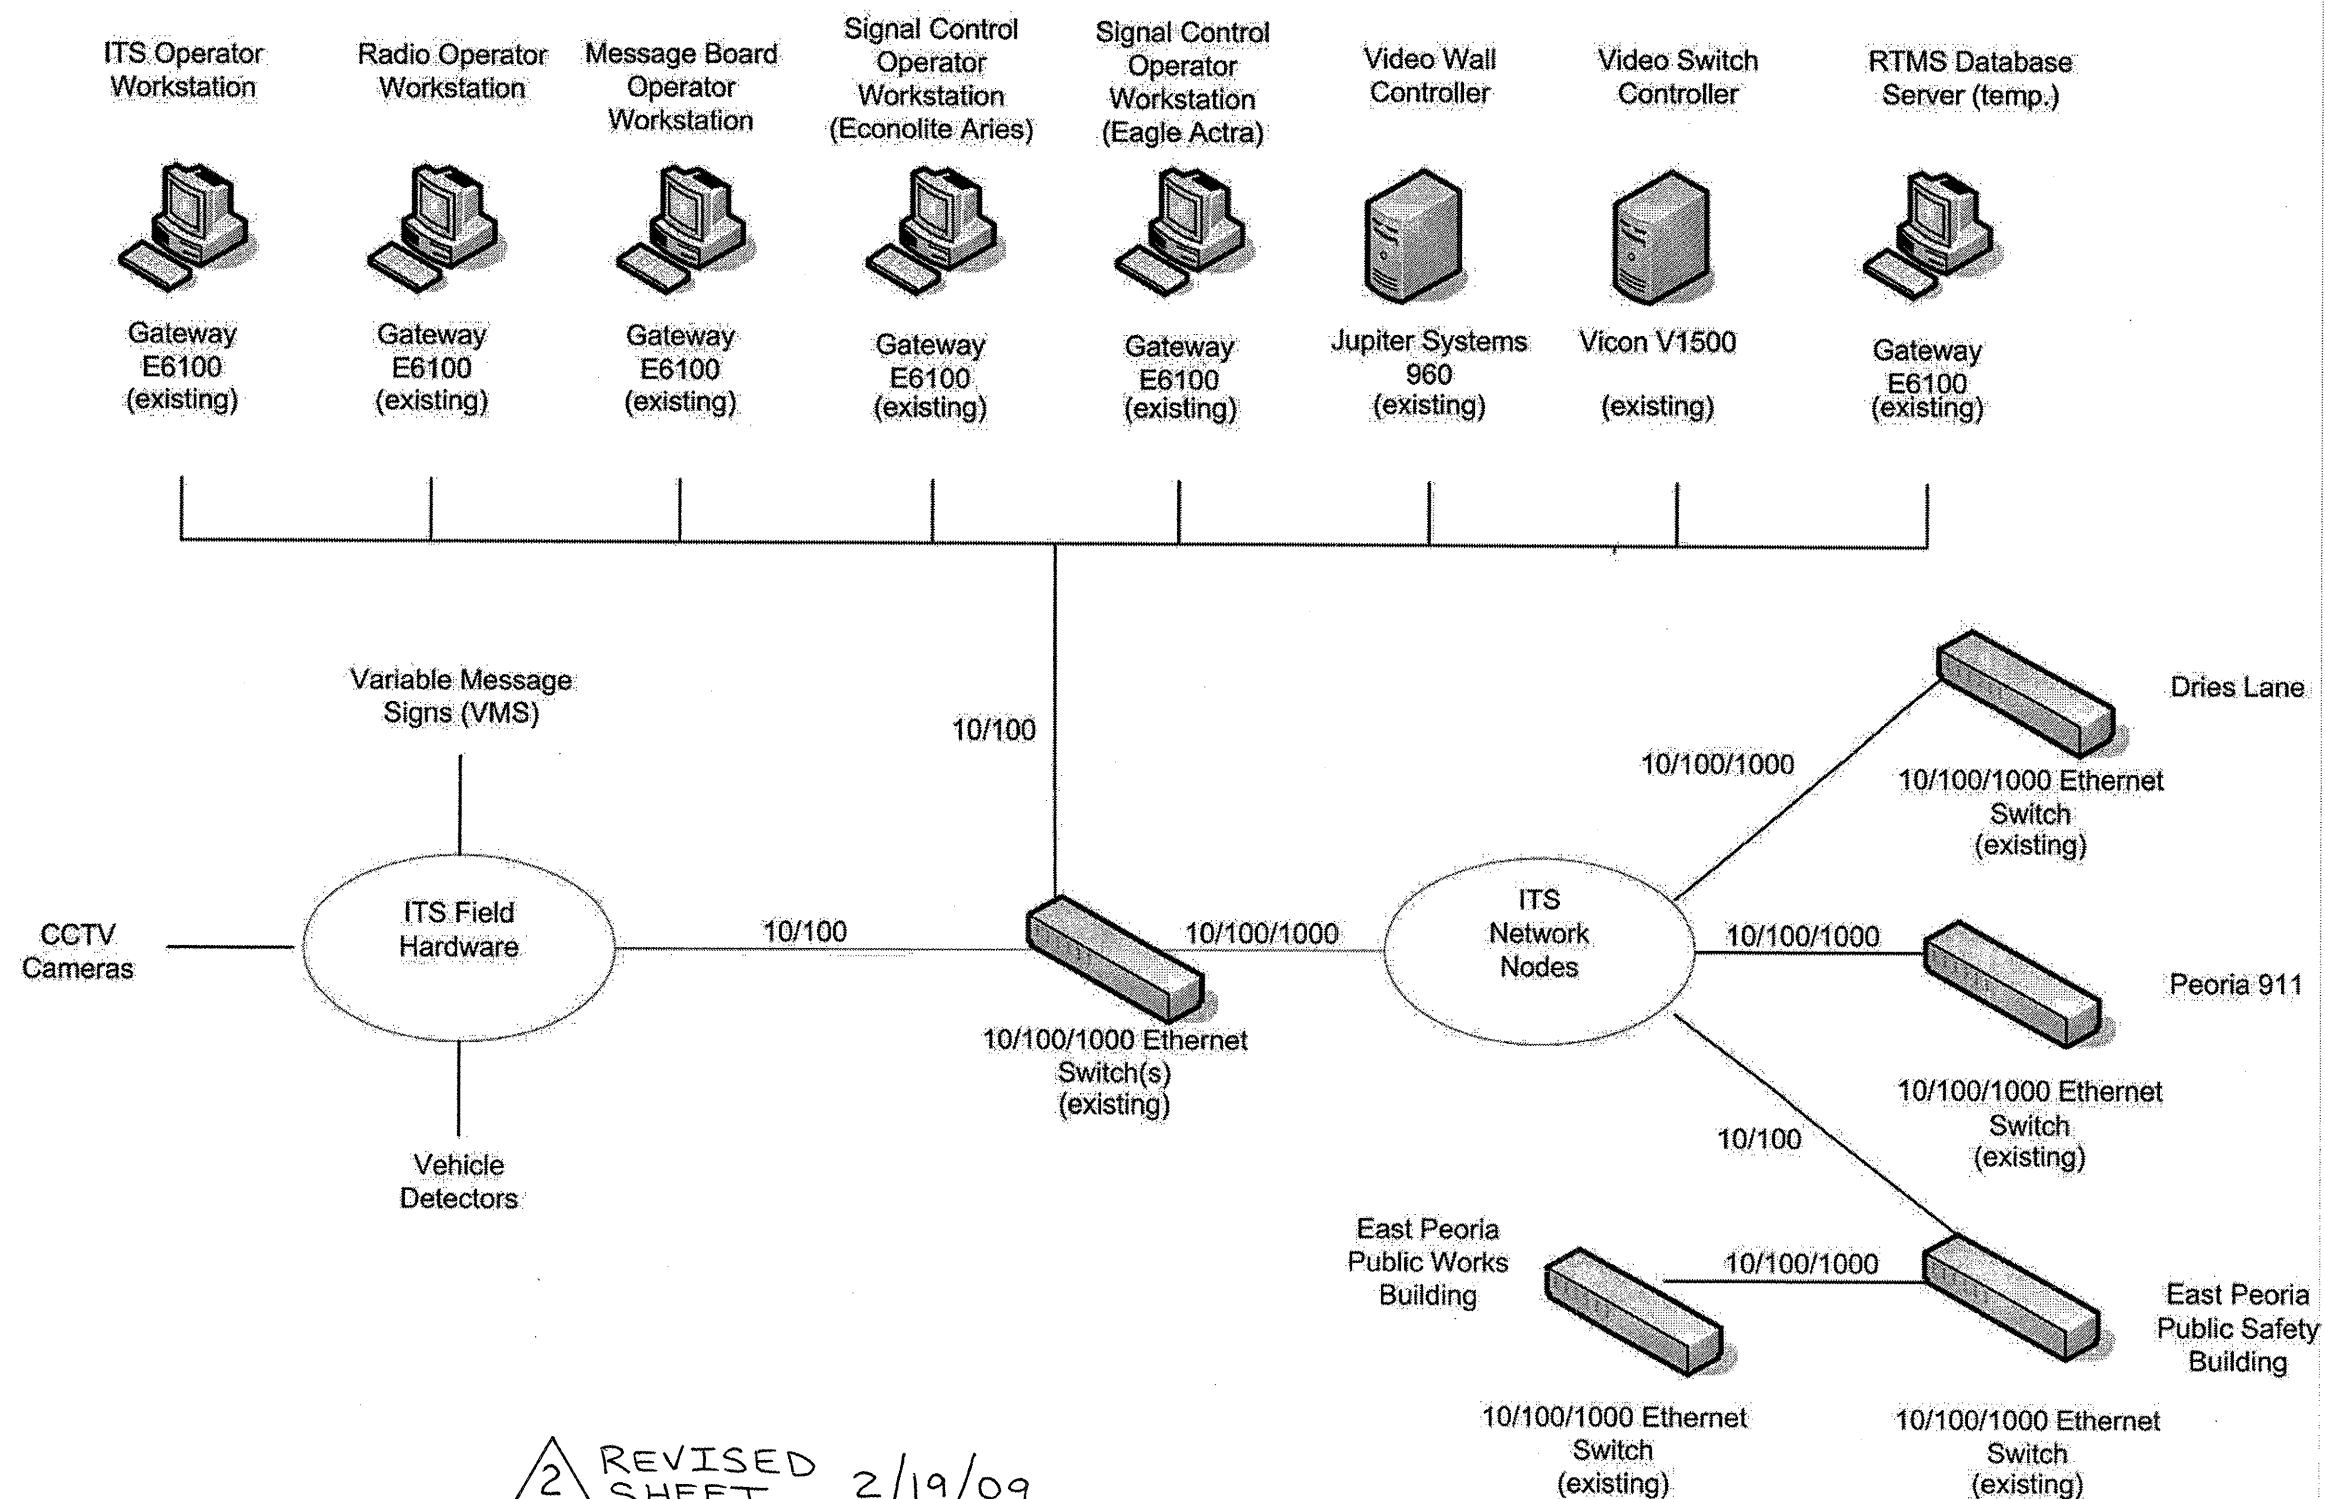 ITS Operator
Workstation
Radio Operator
Workstation
Message Board
Operator
Workstation
Signal Control
Operator
Workstation
(Econolite Aries)
Signal Control
Operator
Workstation
(Eagle Actra)
Video Wall
Controller
Video Switch
Controller
RTMS Database
Server (temp.)
Gateway
E6100
(existing)
Gateway
E6100
(existing)
Gateway
E6100
(existing)
Gateway
E6100
(existing)
Gateway
E6100
(existing)
Jupiter Systems
960
(existing)
Vicon V1500
(existing)
Gateway
E6100
(existing)
Variable Message
Signs (VMS)
10/100
CCTV
Cameras
ITS Field
Hardware
10/100
Vehicle
Detectors
10/100/1000 Ethernet
Switch(s)
(existing)
10/100/1000
ITS
Network
Nodes
10/100/1000
Dries Lane
10/100/1000 Ethernet
Switch
(existing)
10/100/1000
Peoria 911
10/100/1000 Ethernet
Switch
(existing)
10/100
East Peoria
Public Works
Building
10/100/1000
East Peoria
Public Safety
Building
10/100/1000 Ethernet
Switch
(existing)
10/100/1000 Ethernet
Switch
(existing)
2 REVISED
SHEET 2/19/09